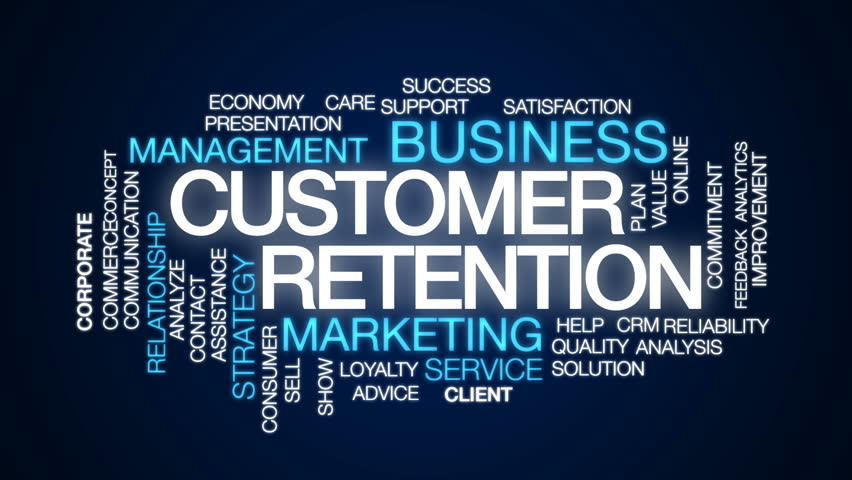 SUCCESS
ECONOMY CARE SUPPORT SATISFACTION
PRESENTATION
MANAGEMENT BUSINESS
CUSTOMER
RETENTION
MARKETING
HELP CRM RELIABILITY
QUALITY ANALYSIS
LOYALTY SERVICE SOLUTION
ADVICE CLIENT
CORPORATE
COMMERCE
CONCEPT
COMMUNICATION
RELATIONSHIP
ANALYZE
CONTACT
ASSISTANCE
STRATEGY
CONSUMER
SELL
SHOW
PLAN
VALUE
ONLINE
COMMITMENT
FEEDBACK
ANALYTICS
IMPROVEMENT